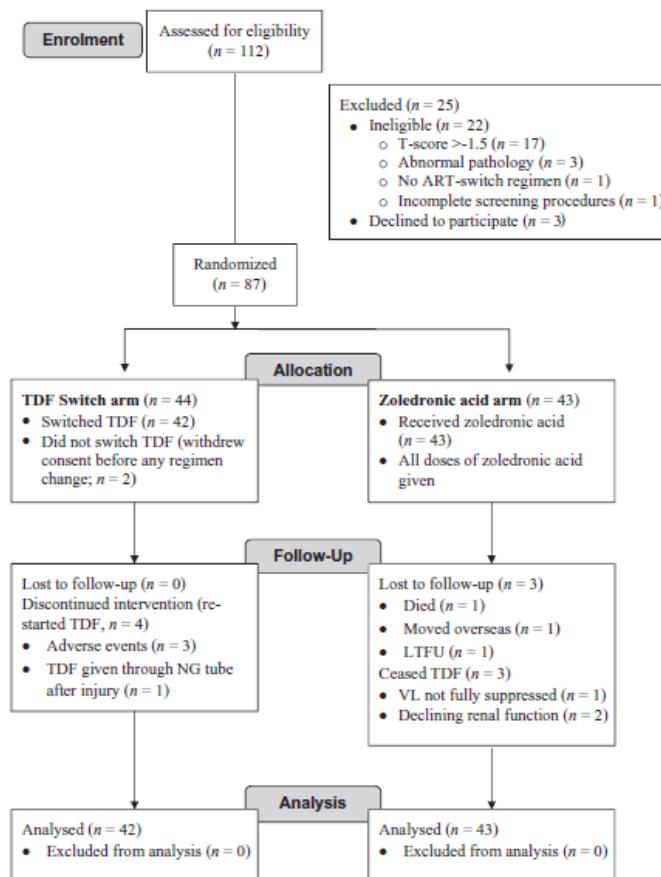 Enrolment
Assessed for eligibility
(n = 112)
Excluded (n = 25)
● Ineligible (n = 22)
○ T-score >-1.5 (n = 17)
○ Abnormal pathology (n = 3)
○ No ART-switch regimen (n = 1)
○ Incomplete screening procedures (n = 1)
● Declined to participate (n = 3)
Randomized
(n = 87)
Allocation
TDF Switch arm (n = 44)
● Switched TDF (n = 42)
● Did not switch TDF (withdrew
consent before any regimen
change; n = 2)
Zoledronic acid arm (n = 43)
● Received zoledronic acid
(n = 43)
● All doses of zoledronic acid
given
Follow-Up
Lost to follow-up (n = 0)
Discontinued intervention (re-
started TDF, n = 4)
● Adverse events (n = 3)
● TDF given through NG tube
after injury (n = 1)
Lost to follow-up (n = 3)
● Died (n = 1)
● Moved overseas (n = 1)
● LTFU (n = 1)
Ceased TDF (n = 3)
● VL not fully suppressed (n = 1)
● Declining renal function (n = 2)
Analysis
Analysed (n = 42)
● Excluded from analysis (n = 0)
Analysed (n = 43)
● Excluded from analysis (n = 0)